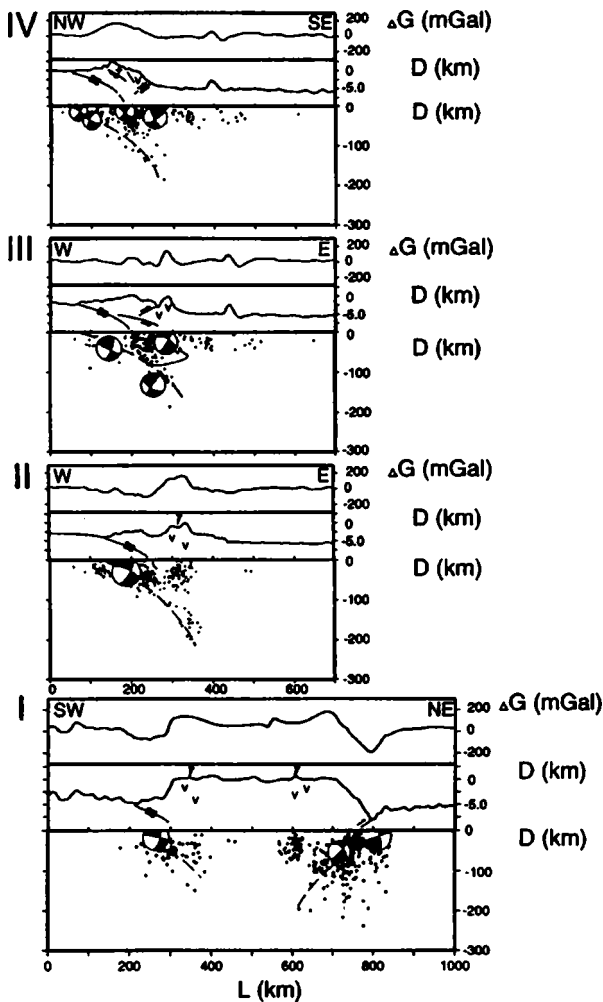 IV NW SE 200 ΔG (mGal)
0
-200
0 D (km)
-5.0
0 D (km)
-100
-200
-300
III W E 200 ΔG (mGal)
0
-200
0 D (km)
-5.0
0 D (km)
-100
-200
-300
II W E 200 ΔG (mGal)
0
-200
0 D (km)
-5.0
0 D (km)
-100
-200
-300
0 200 400 600
I SW NE 200 ΔG (mGal)
0
-200
0 D (km)
-5.0
0 D (km)
-100
-200
-300
0 200 400 600 800 1000
L (km)